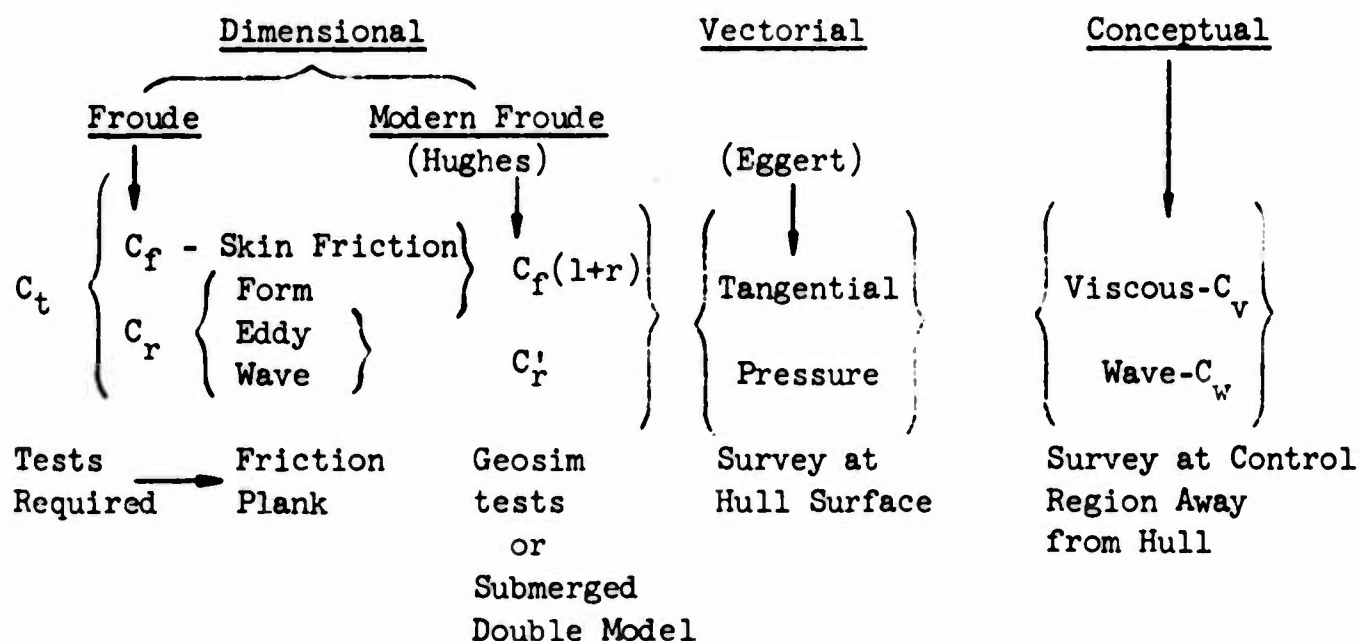 Dimensional Vectorial Conceptual
Froude Modern Froude
(Hughes) (Eggert)
C_f - Skin Friction C_f(1+r)
Form Tangential Viscous-C_v
C_t
C_r Eddy
Wave C_r' Pressure Wave-C_w
Tests Friction Geosim Survey at Survey at Control
Required Plank tests Hull Surface Region Away
or from Hull
Submerged
Double Model